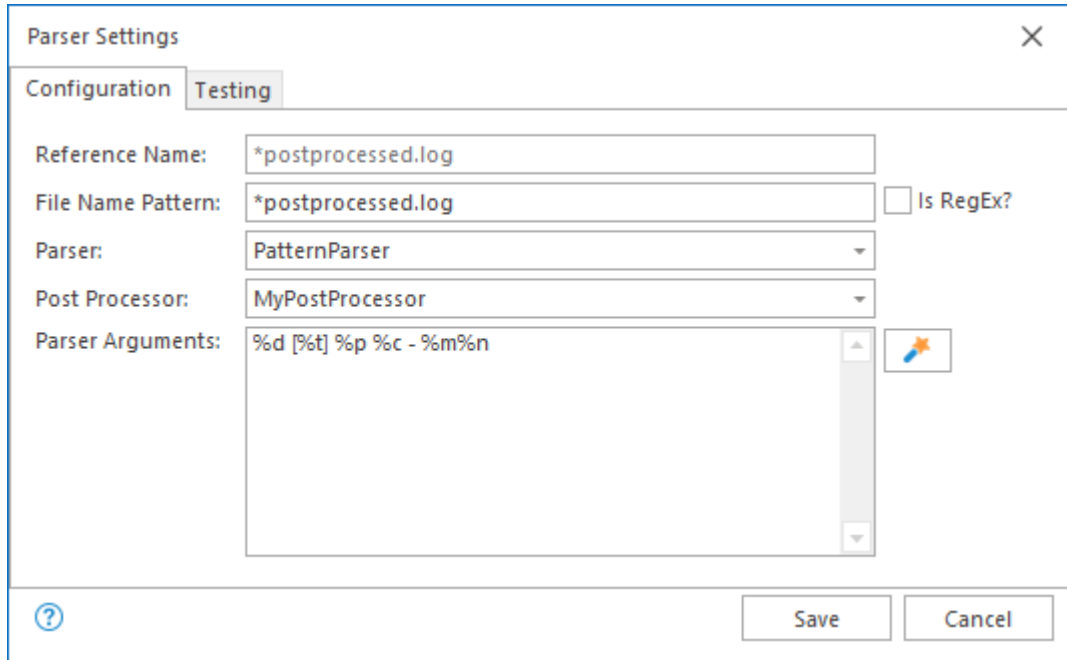 Parser Settings
Configuration Testing
Reference Name: *postprocessed.log
File Name Pattern: *postprocessed.log Is RegEx?
Parser: PatternParser
Post Processor: MyPostProcessor
Parser Arguments: %d [%t] %p %c - %m%n
? Save Cancel